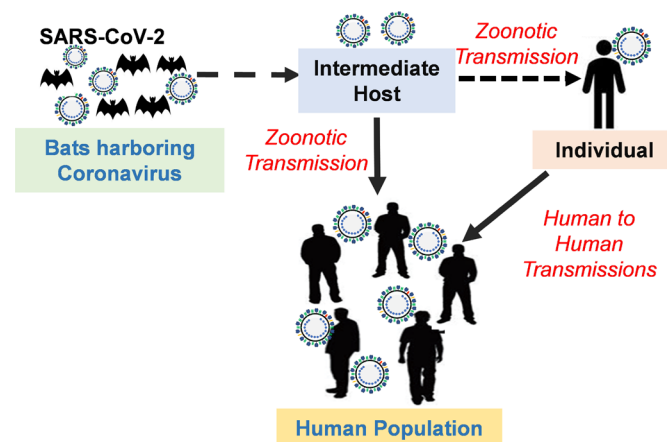 SARS-CoV-2
Bats harboring
Coronavirus
Intermediate
Host
Zoonotic
Transmission
Individual
Zoonotic
Transmission
Human to
Human
Transmissions
Human Population